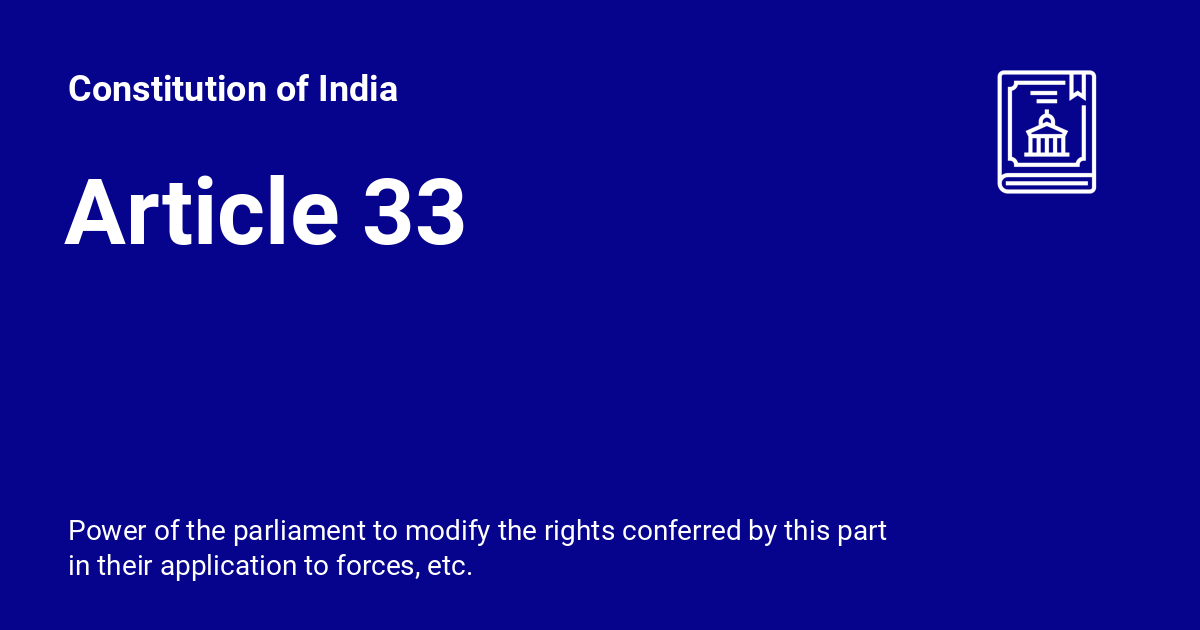 Constitution of India
Article 33
Power of the parliament to modify the rights conferred by this part
in their application to forces, etc.